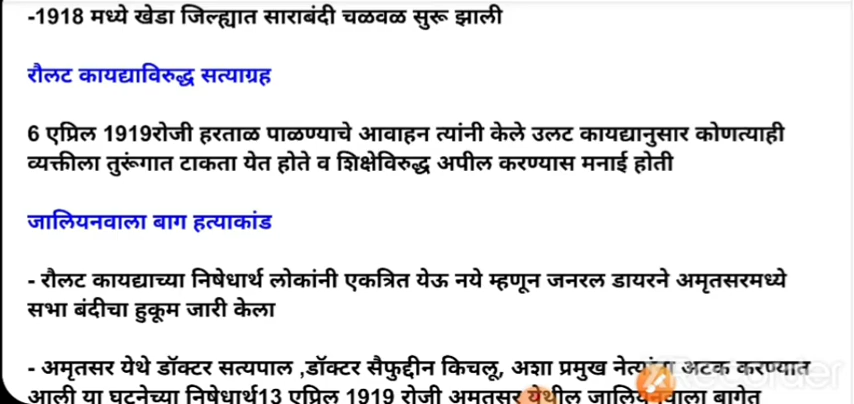 -1918 मध्ये खेडा जिल्ह्यात साराबंदी चळवळ सुरू झाली
रौलट कायद्याविरुद्ध सत्याग्रह
6 एप्रिल 1919रोजी हरताळ पाळण्याचे आवाहन त्यांनी केले उलट कायद्यानुसार कोणत्याही
व्यक्तीला तुरूंगात टाकता येत होते व शिक्षेविरुद्ध अपील करण्यास मनाई होती
जालियनवाला बाग हत्याकांड
- रौलट कायद्याच्या निषेधार्थ लोकांनी एकत्रित येऊ नये म्हणून जनरल डायरने अमृतसरमध्ये
सभा बंदीचा हुकूम जारी केला
- अमृतसर येथे डॉक्टर सत्यपाल ,डॉक्टर सैफुद्दीन किचलू, अशा प्रमुख नेत्यांना अटक करण्यात
आली या घटनेच्या निषेधार्थ13 एप्रिल 1919 रोजी अमृतसर येथील जालियनवाला बागेत
Recorder